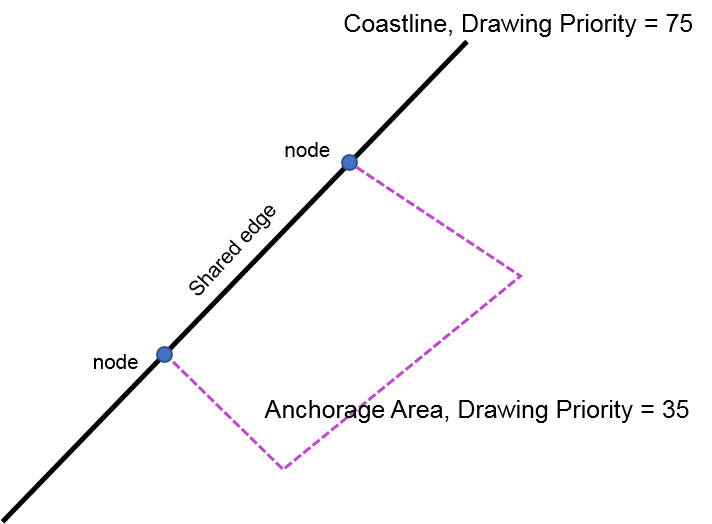 Coastline, Drawing Priority = 75
node
Shared edge
node
Anchorage Area, Drawing Priority = 35